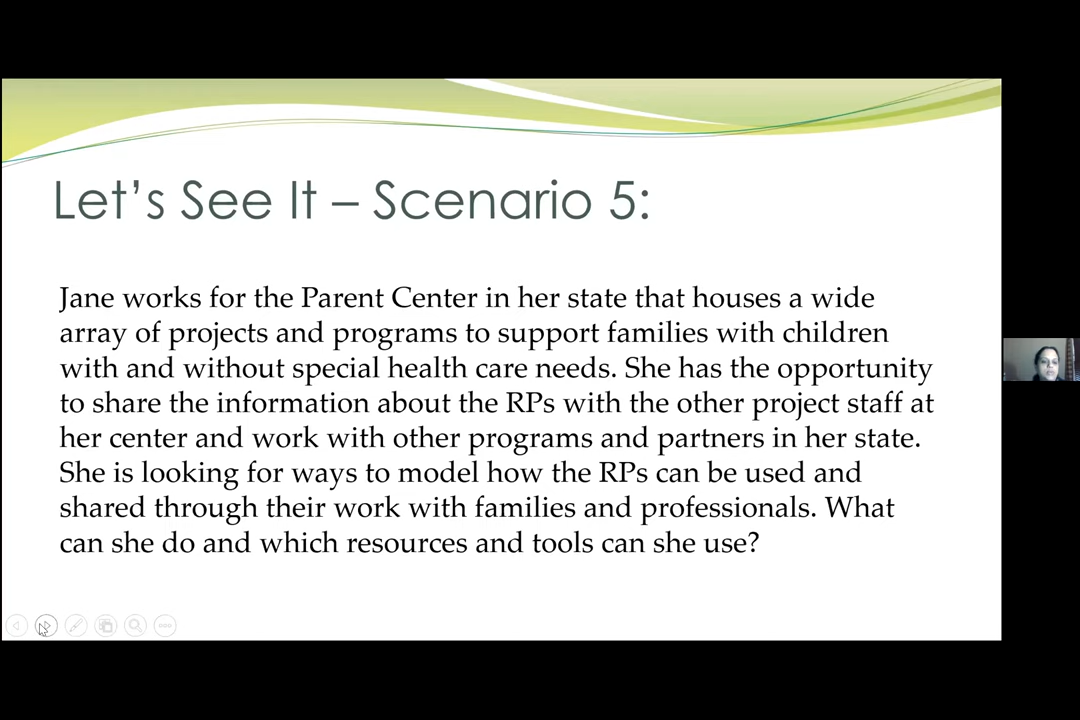 Let's See It – Scenario 5:
Jane works for the Parent Center in her state that houses a wide
array of projects and programs to support families with children
with and without special health care needs. She has the opportunity
to share the information about the RPs with the other project staff at
her center and work with other programs and partners in her state.
She is looking for ways to model how the RPs can be used and
shared through their work with families and professionals. What
can she do and which resources and tools can she use?